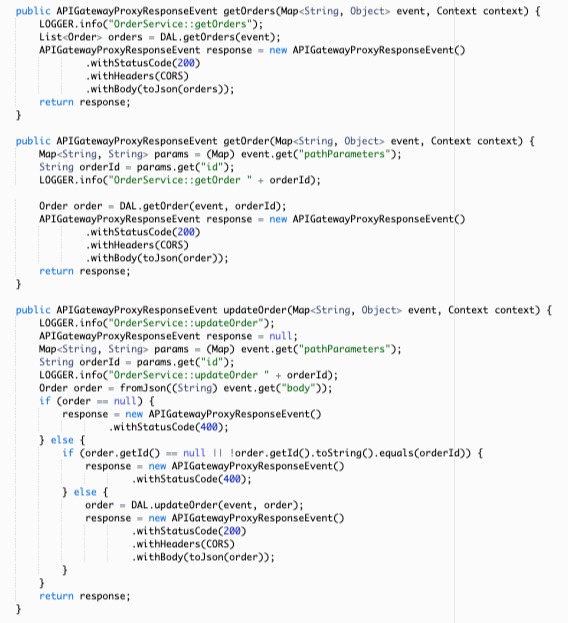 public APIGatewayProxyResponseEvent getOrders(Map<String, Object> event, Context context) {
    LOGGER.info("OrderService::getOrders");
    List<Order> orders = DAL.getOrders(event);
    APIGatewayProxyResponseEvent response = new APIGatewayProxyResponseEvent()
            .withStatusCode(200)
            .withHeaders(CORS)
            .withBody(toJson(orders));
    return response;
}
public APIGatewayProxyResponseEvent getOrder(Map<String, Object> event, Context context) {
    Map<String, String> params = (Map) event.get("pathParameters");
    String orderId = params.get("id");
    LOGGER.info("OrderService::getOrder " + orderId);
    Order order = DAL.getOrder(event, orderId);
    APIGatewayProxyResponseEvent response = new APIGatewayProxyResponseEvent()
            .withStatusCode(200)
            .withHeaders(CORS)
            .withBody(toJson(order));
    return response;
}
public APIGatewayProxyResponseEvent updateOrder(Map<String, Object> event, Context context) {
    LOGGER.info("OrderService::updateOrder");
    APIGatewayProxyResponseEvent response = null;
    Map<String, String> params = (Map) event.get("pathParameters");
    String orderId = params.get("id");
    LOGGER.info("OrderService::updateOrder " + orderId);
    Order order = fromJson((String) event.get("body"));
    if (order == null) {
        response = new APIGatewayProxyResponseEvent()
                .withStatusCode(400);
    } else {
        if (order.getId() == null || !order.getId().toString().equals(orderId)) {
            response = new APIGatewayProxyResponseEvent()
                    .withStatusCode(400);
        } else {
            order = DAL.updateOrder(event, order);
            response = new APIGatewayProxyResponseEvent()
                    .withStatusCode(200)
                    .withHeaders(CORS)
                    .withBody(toJson(order));
        }
    }
    return response;
}